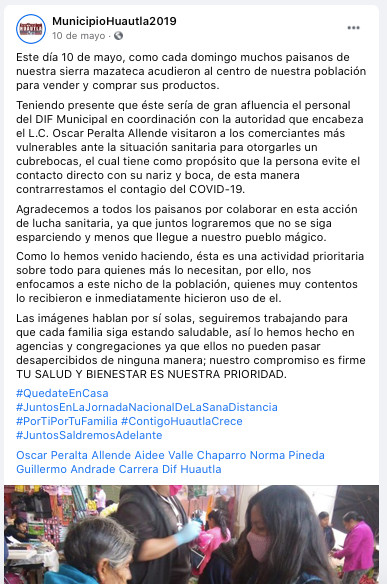 MunicipioHuautla2019
10 de mayo ·
Este día 10 de mayo, como cada domingo muchos paisanos de
nuestra sierra mazateca acudieron al centro de nuestra población
para vender y comprar sus productos.
Teniendo presente que éste sería de gran afluencia el personal
del DIF Municipal en coordinación con la autoridad que encabeza
el L.C. Oscar Peralta Allende visitaron a los comerciantes más
vulnerables ante la situación sanitaria para otorgarles un
cubrebocas, el cual tiene como propósito que la persona evite el
contacto directo con su nariz y boca, de esta manera
contrarrestamos el contagio del COVID-19.
Agradecemos a todos los paisanos por colaborar en esta acción
de lucha sanitaria, ya que juntos lograremos que no se siga
esparciendo y menos que llegue a nuestro pueblo mágico.
Como lo hemos venido haciendo, ésta es una actividad prioritaria
sobre todo para quienes más lo necesitan, por ello, nos
enfocamos a este nicho de la población, quienes muy contentos
lo recibieron e inmediatamente hicieron uso de el.
Las imágenes hablan por sí solas, seguiremos trabajando para
que cada familia siga estando saludable, así lo hemos hecho en
agencias y congregaciones ya que ellos no pueden pasar
desapercibidos de ninguna manera; nuestro compromiso es firme
TU SALUD Y BIENESTAR ES NUESTRA PRIORIDAD.
#QuedateEnCasa
#JuntosEnLaJornadaNacionalDeLaSanaDistancia
#PorTiPorTuFamilia #ContigoHuautlaCrece
#JuntosSaldremosAdelante
Oscar Peralta Allende Aidee Valle Chaparro Norma Pineda
Guillermo Andrade Carrera Dif Huautla